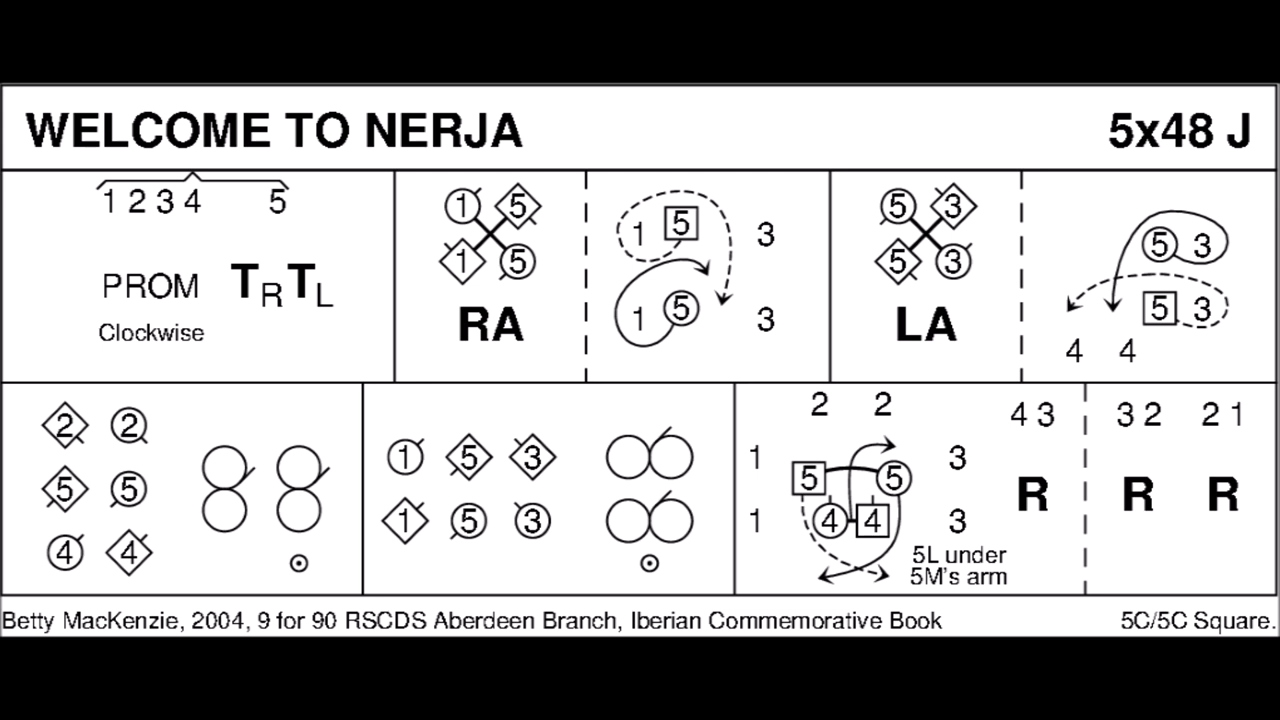 WELCOME TO NERJA 5x48 J
1 2 3 4 5
PROM TRTL
Clockwise
1 5
1 5
RA
1 5 3
1 5 3
5 3
5 3
LA
5 3
5 3
4 4
2 2
5 5
4 4
1 5 3
1 5 3
2 2
1 5 5 3
1 4 4 3
5L under
5M's arm
4 3
R
3 2 2 1
R R
Betty MacKenzie, 2004, 9 for 90 RSCDS Aberdeen Branch, Iberian Commemorative Book 5C/5C Square.